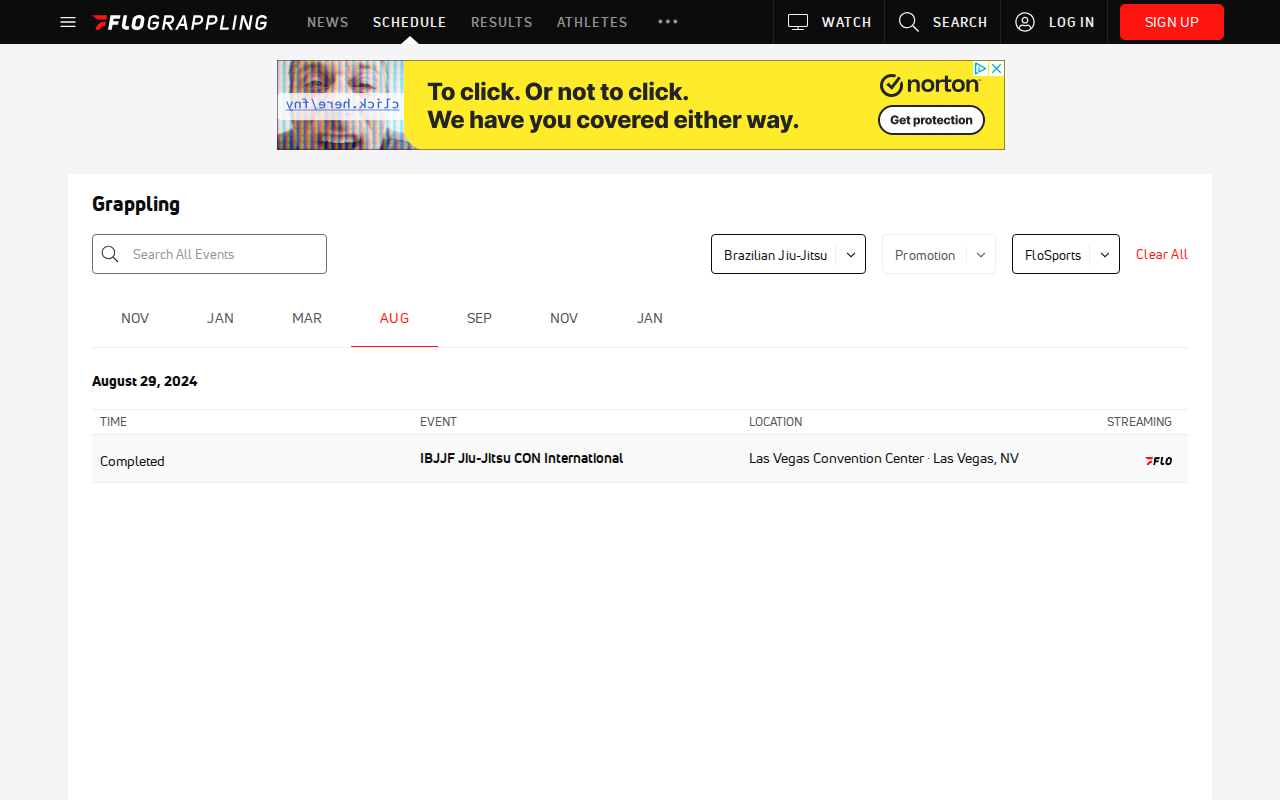 FLOGRAPPLING
NEWS
SCHEDULE
RESULTS
ATHLETES
WATCH
SEARCH
LOG IN
SIGN UP
click.here/fny
To click. Or not to click.
We have you covered either way.
norton
Get protection
Grappling
Search All Events
Brazilian Jiu-Jitsu
Promotion
FloSports
Clear All
NOV
JAN
MAR
AUG
SEP
NOV
JAN
August 29, 2024
TIME
EVENT
LOCATION
STREAMING
Completed
IBJJF Jiu-Jitsu CON International
Las Vegas Convention Center · Las Vegas, NV
FLO